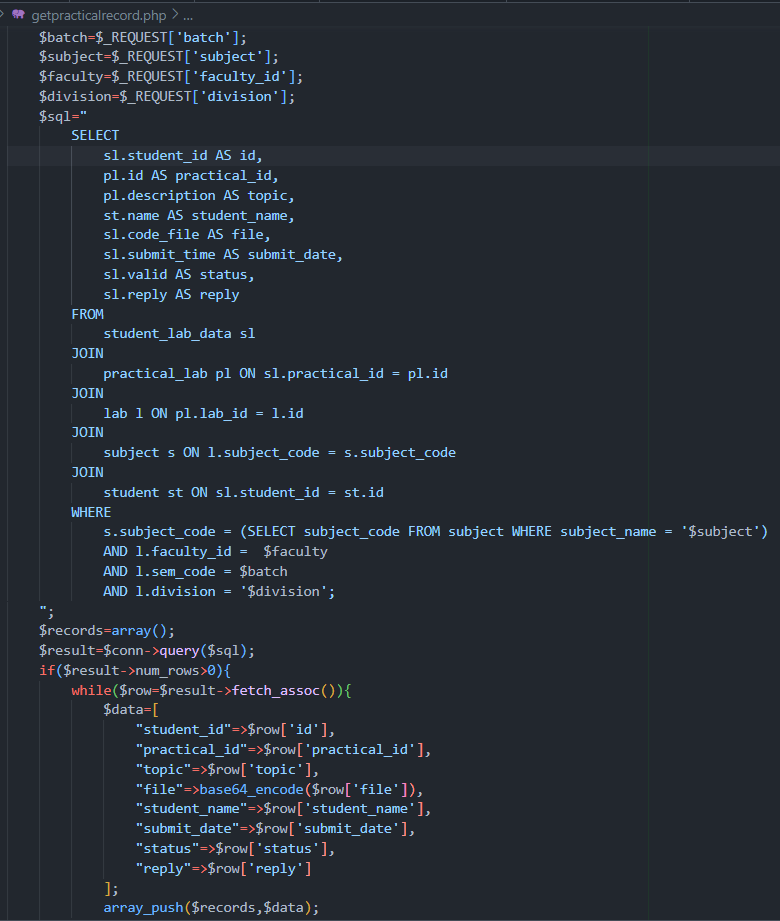 getpracticalrecord.php > ...
$batch=$_REQUEST['batch'];
$subject=$_REQUEST['subject'];
$faculty=$_REQUEST['faculty_id'];
$division=$_REQUEST['division'];
$sql="
SELECT
sl.student_id AS id,
pl.id AS practical_id,
pl.description AS topic,
st.name AS student_name,
sl.code_file AS file,
sl.submit_time AS submit_date,
sl.valid AS status,
sl.reply AS reply
FROM
student_lab_data sl
JOIN
practical_lab pl ON sl.practical_id = pl.id
JOIN
lab l ON pl.lab_id = l.id
JOIN
subject s ON l.subject_code = s.subject_code
JOIN
student st ON sl.student_id = st.id
WHERE
s.subject_code = (SELECT subject_code FROM subject WHERE subject_name = '$subject')
AND l.faculty_id =  $faculty
AND l.sem_code = $batch
AND l.division = '$division';
";
$records=array();
$result=$conn->query($sql);
if($result->num_rows>0){
while($row=$result->fetch_assoc()){
$data=[
"student_id"=>$row['id'],
"practical_id"=>$row['practical_id'],
"topic"=>$row['topic'],
"file"=>base64_encode($row['file']),
"student_name"=>$row['student_name'],
"submit_date"=>$row['submit_date'],
"status"=>$row['status'],
"reply"=>$row['reply']
];
array_push($records,$data);